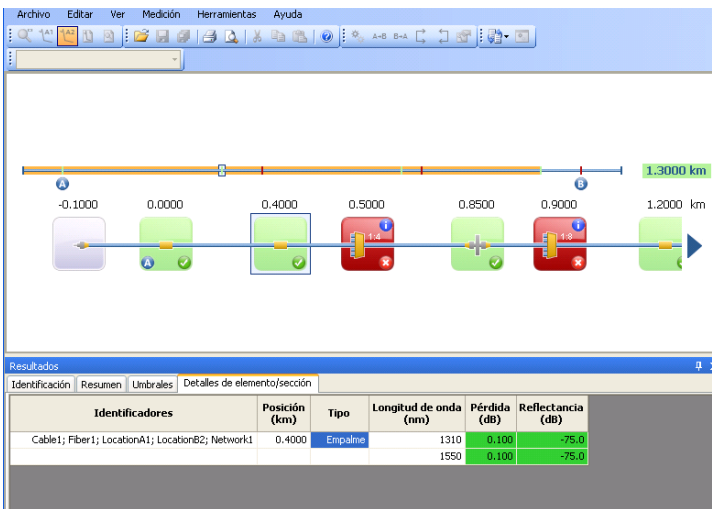 Archivo Editar Ver Medición Herramientas Ayuda
A1 A2 A-B B-A
1.3000 km
A B
-0.1000 0.0000 0.4000 0.5000 0.8500 0.9000 1.2000 km
1:4 1:8
A
Resultados
Identificación Resumen Umbrales Detalles de elemento/sección
Identificadores Posición (km) Tipo Longitud de onda (nm) Pérdida (dB) Reflectancia (dB)
Cable1; Fiber1; LocationA1; LocationB2; Network1 0.4000 Empalme 1310 0.100 -75.0
1550 0.100 -75.0